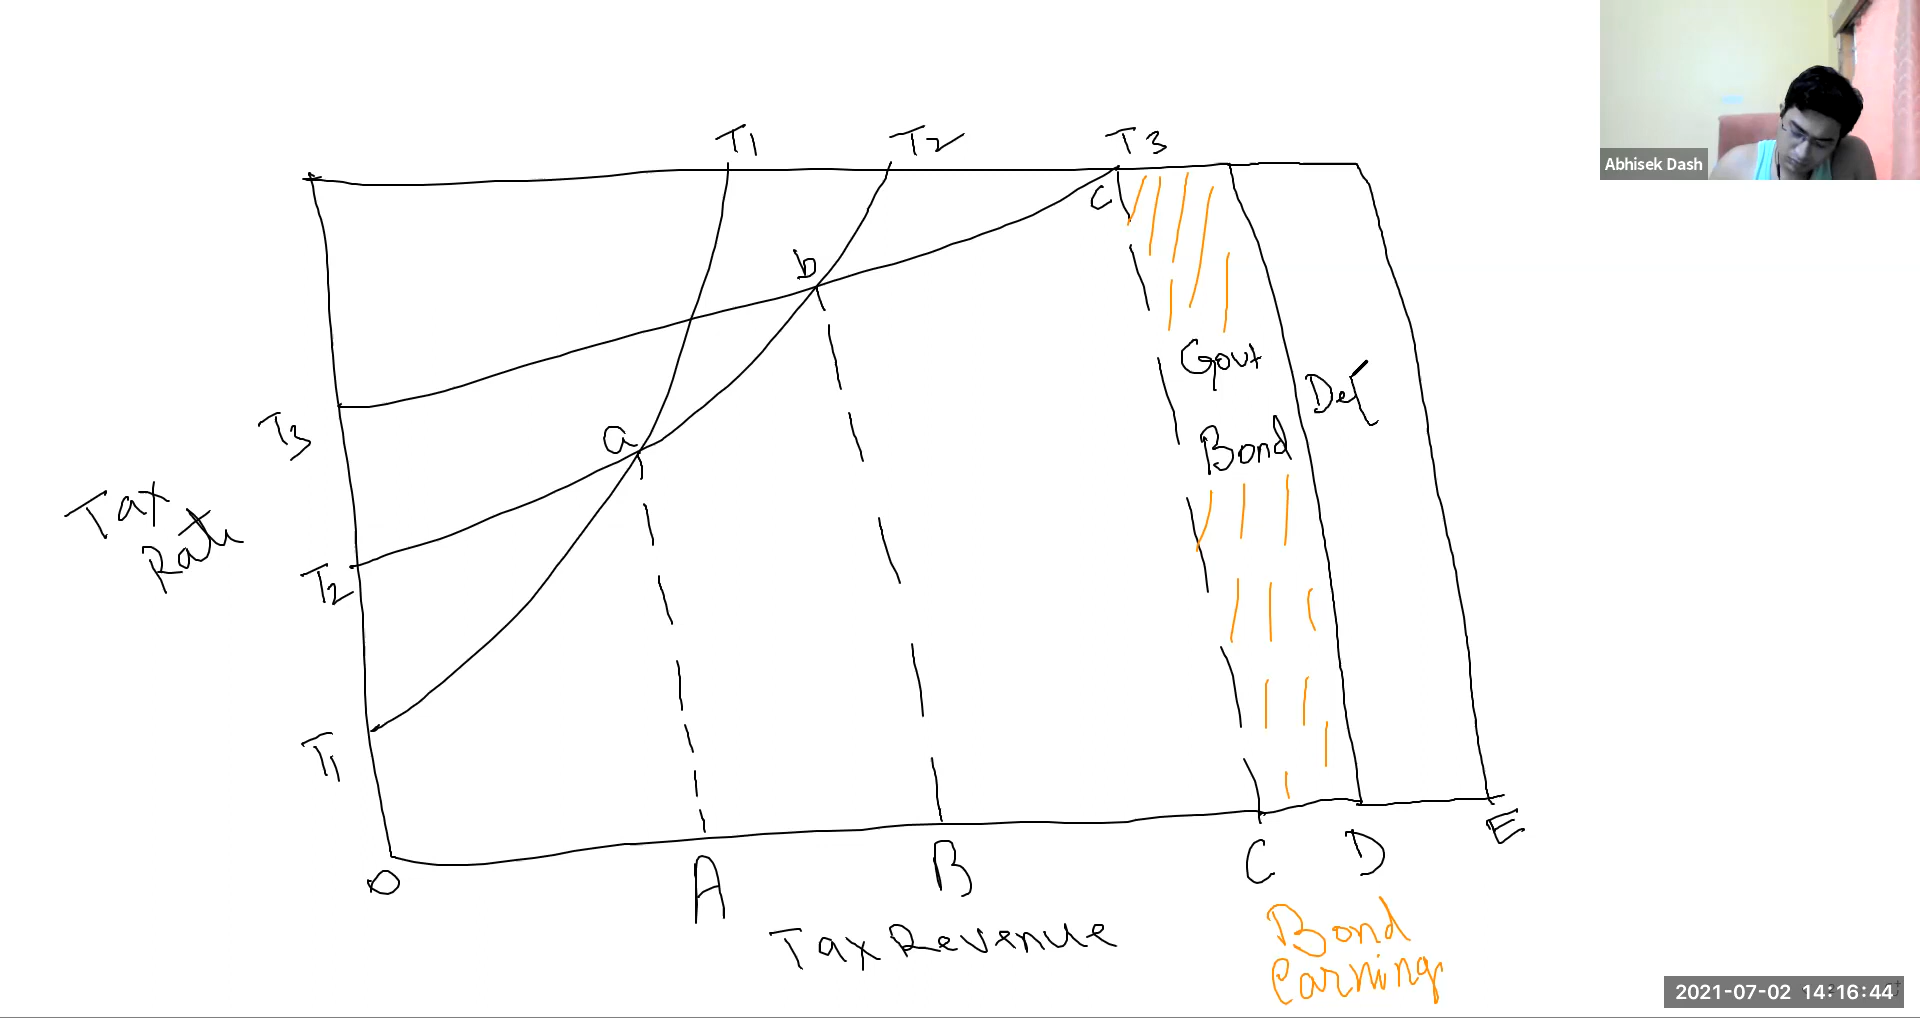 T1
T2
T3
C
Abhisek Dash
b
Govt
Def
a
Bond
T3
Tax
Rate
T2
T1
O
A
B
C
D
E
Tax Revenue
Bond
Earning
2021-07-02 14:16:44